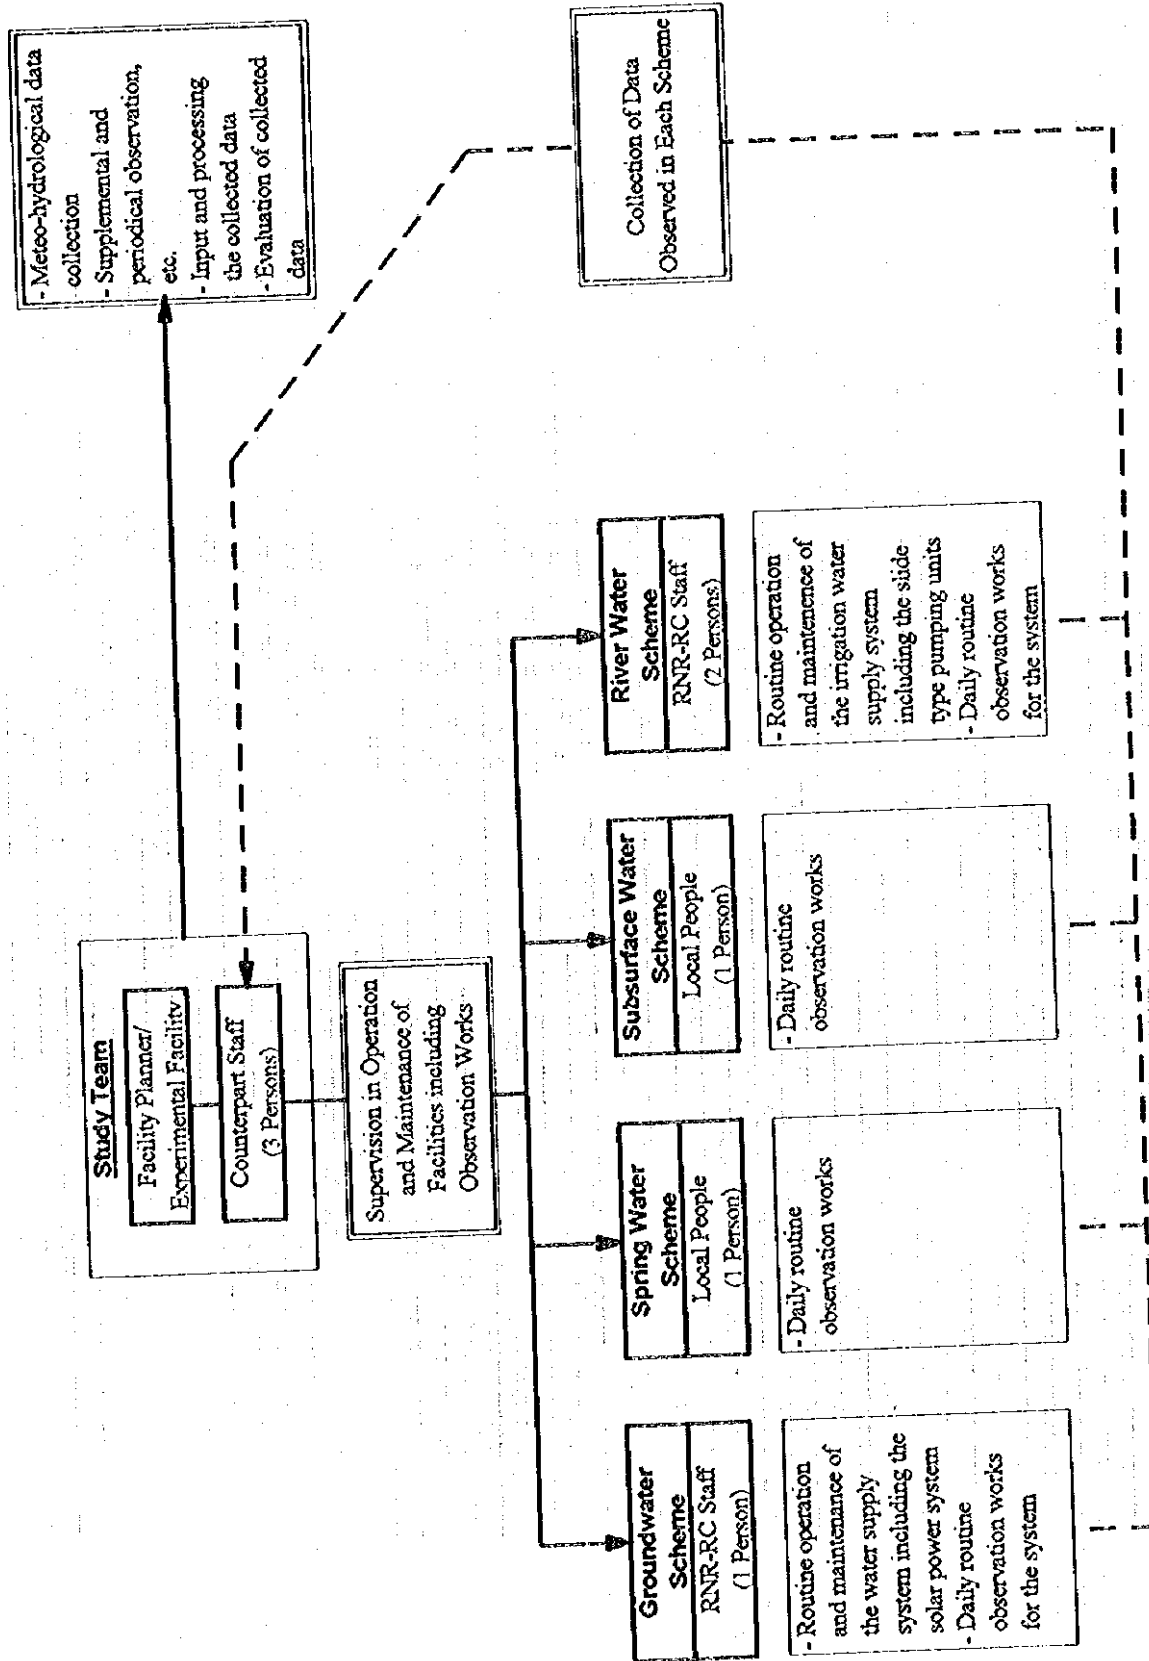 Study Team
Facility Planner/
Experimental Facility
Counterpart Staff
(3 Persons)
- Meteo-hydrological data
collection
- Supplemental and
periodical observation,
etc.
- Input and processing
the collected data
- Evaluation of collected
data
Supervision in Operation
and Maintenance of
Facilities including
Observation Works
Collection of Data
Observed in Each Scheme
Groundwater
Scheme
RNR-RC Staff
(1 Person)
- Routine operation
and maintenance of
the water supply
system including the
solar power system
- Daily routine
observation works
for the system
Spring Water
Scheme
Local People
(1 Person)
- Daily routine
observation works
Subsurface Water
Scheme
Local People
(1 Person)
- Daily routine
observation works
River Water
Scheme
RNR-RC Staff
(2 Persons)
- Routine operation
and maintenence of
the irrigation water
supply system
including the slide
type pumping units
- Daily routine
observation works
for the system